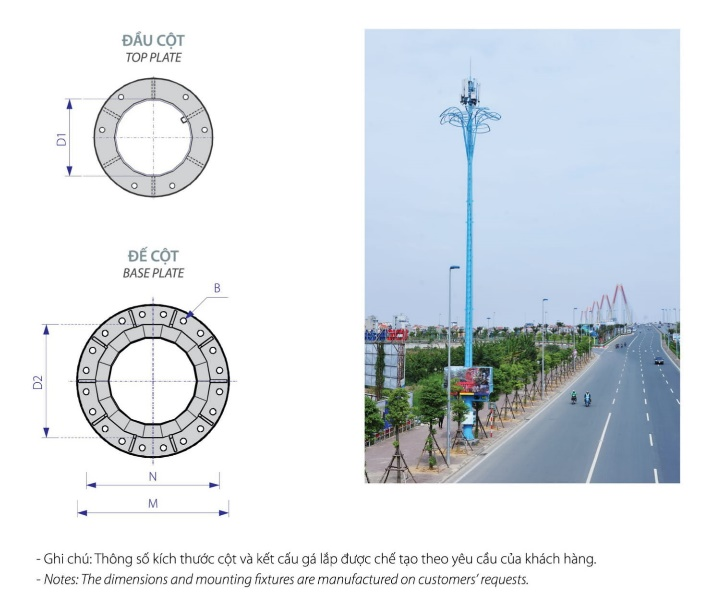 ĐẦU CỘT
TOP PLATE
D1
ĐẾ CỘT
BASE PLATE
B
D2
N
M
- Ghi chú: Thông số kích thước cột và kết cấu gá lắp được chế tạo theo yêu cầu của khách hàng.
- Notes: The dimensions and mounting fixtures are manufactured on customers' requests.